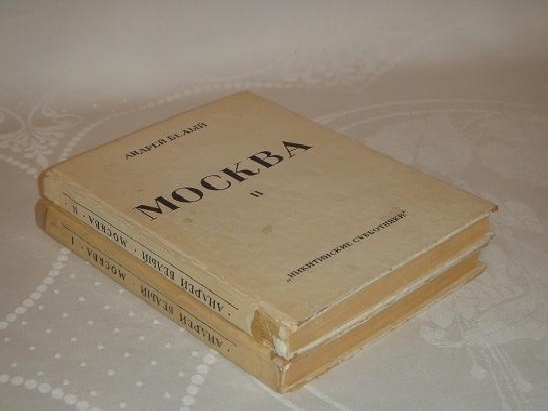 АНДРЕЙ БЕЛЫЙ
МОСКВА
II
„НИКИТИНСКИЕ СУББОТНИКИ“
· АНДРЕЙ БЕЛЫЙ · МОСКВА · II ·
· АНДРЕЙ БЕЛЫЙ · МОСКВА · I ·